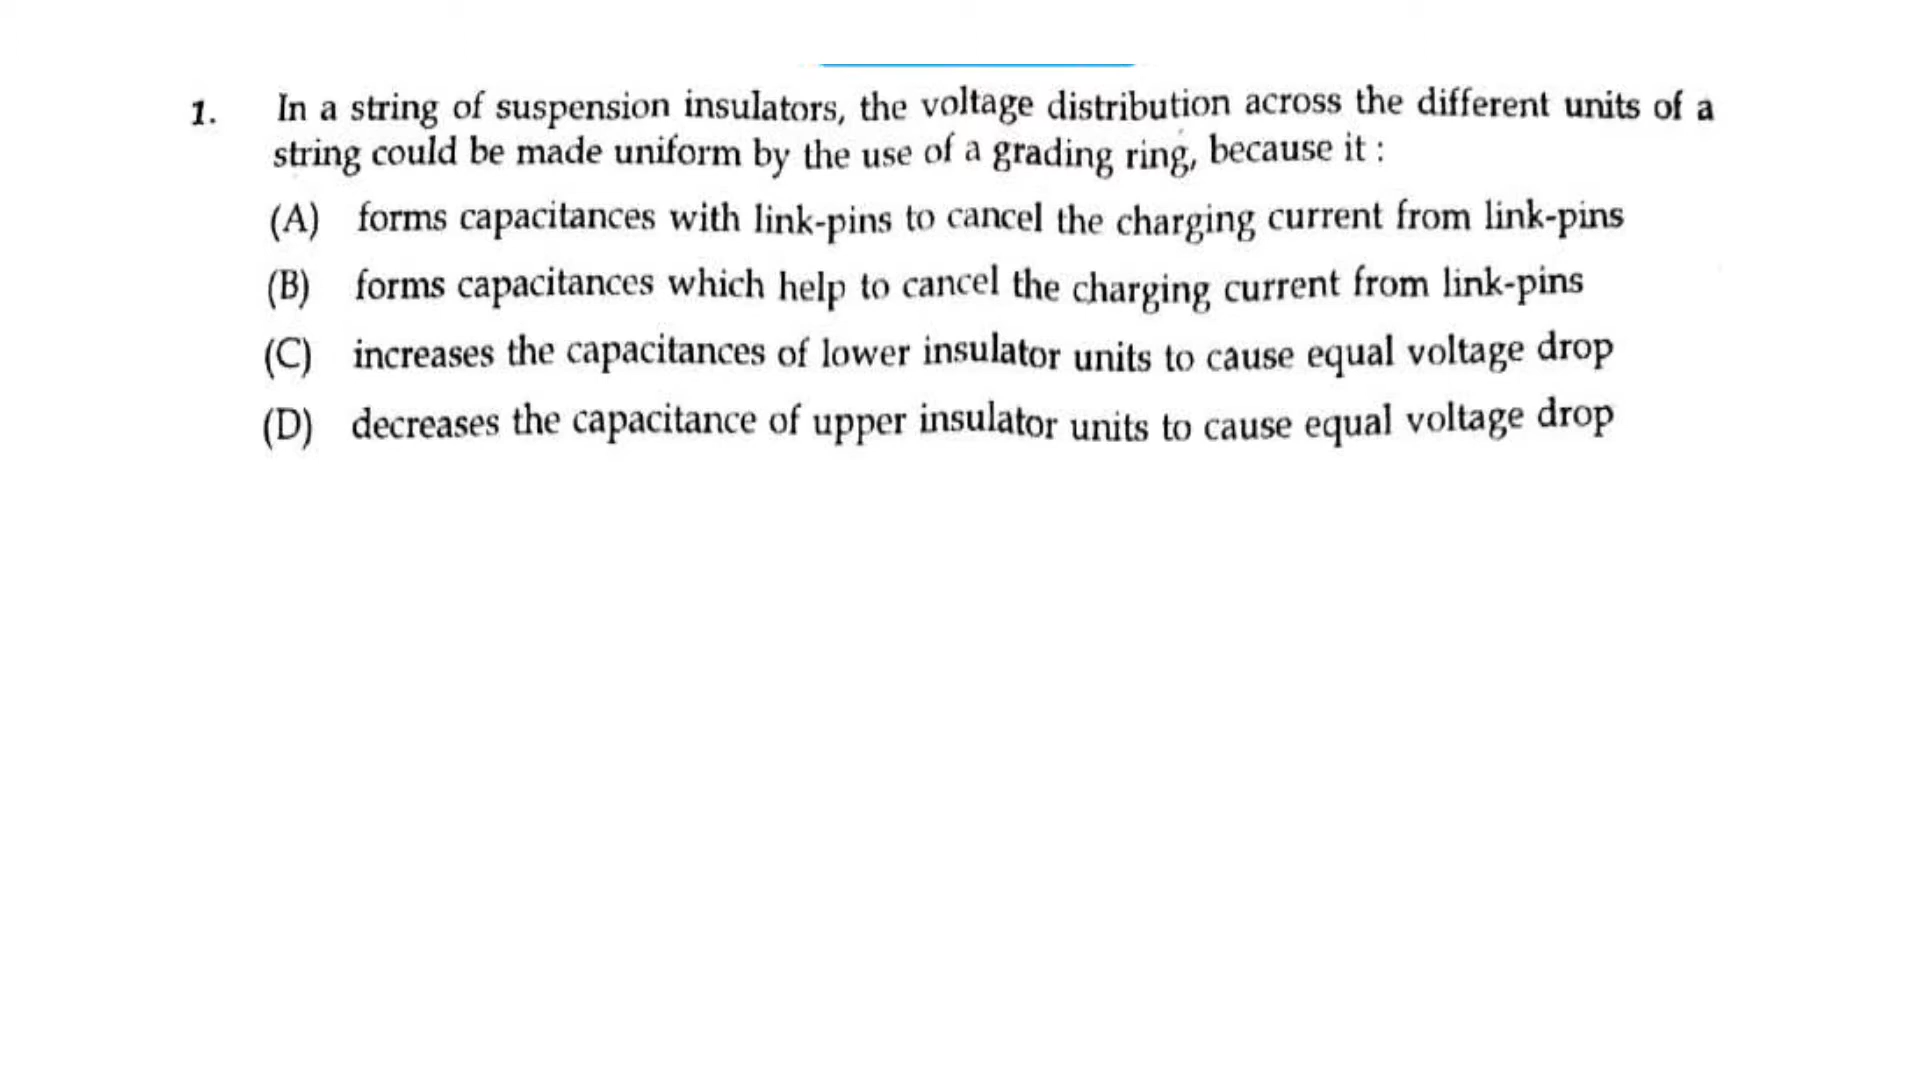 1. In a string of suspension insulators, the voltage distribution across the different units of a
string could be made uniform by the use of a grading ring, because it :
(A) forms capacitances with link-pins to cancel the charging current from link-pins
(B) forms capacitances which help to cancel the charging current from link-pins
(C) increases the capacitances of lower insulator units to cause equal voltage drop
(D) decreases the capacitance of upper insulator units to cause equal voltage drop